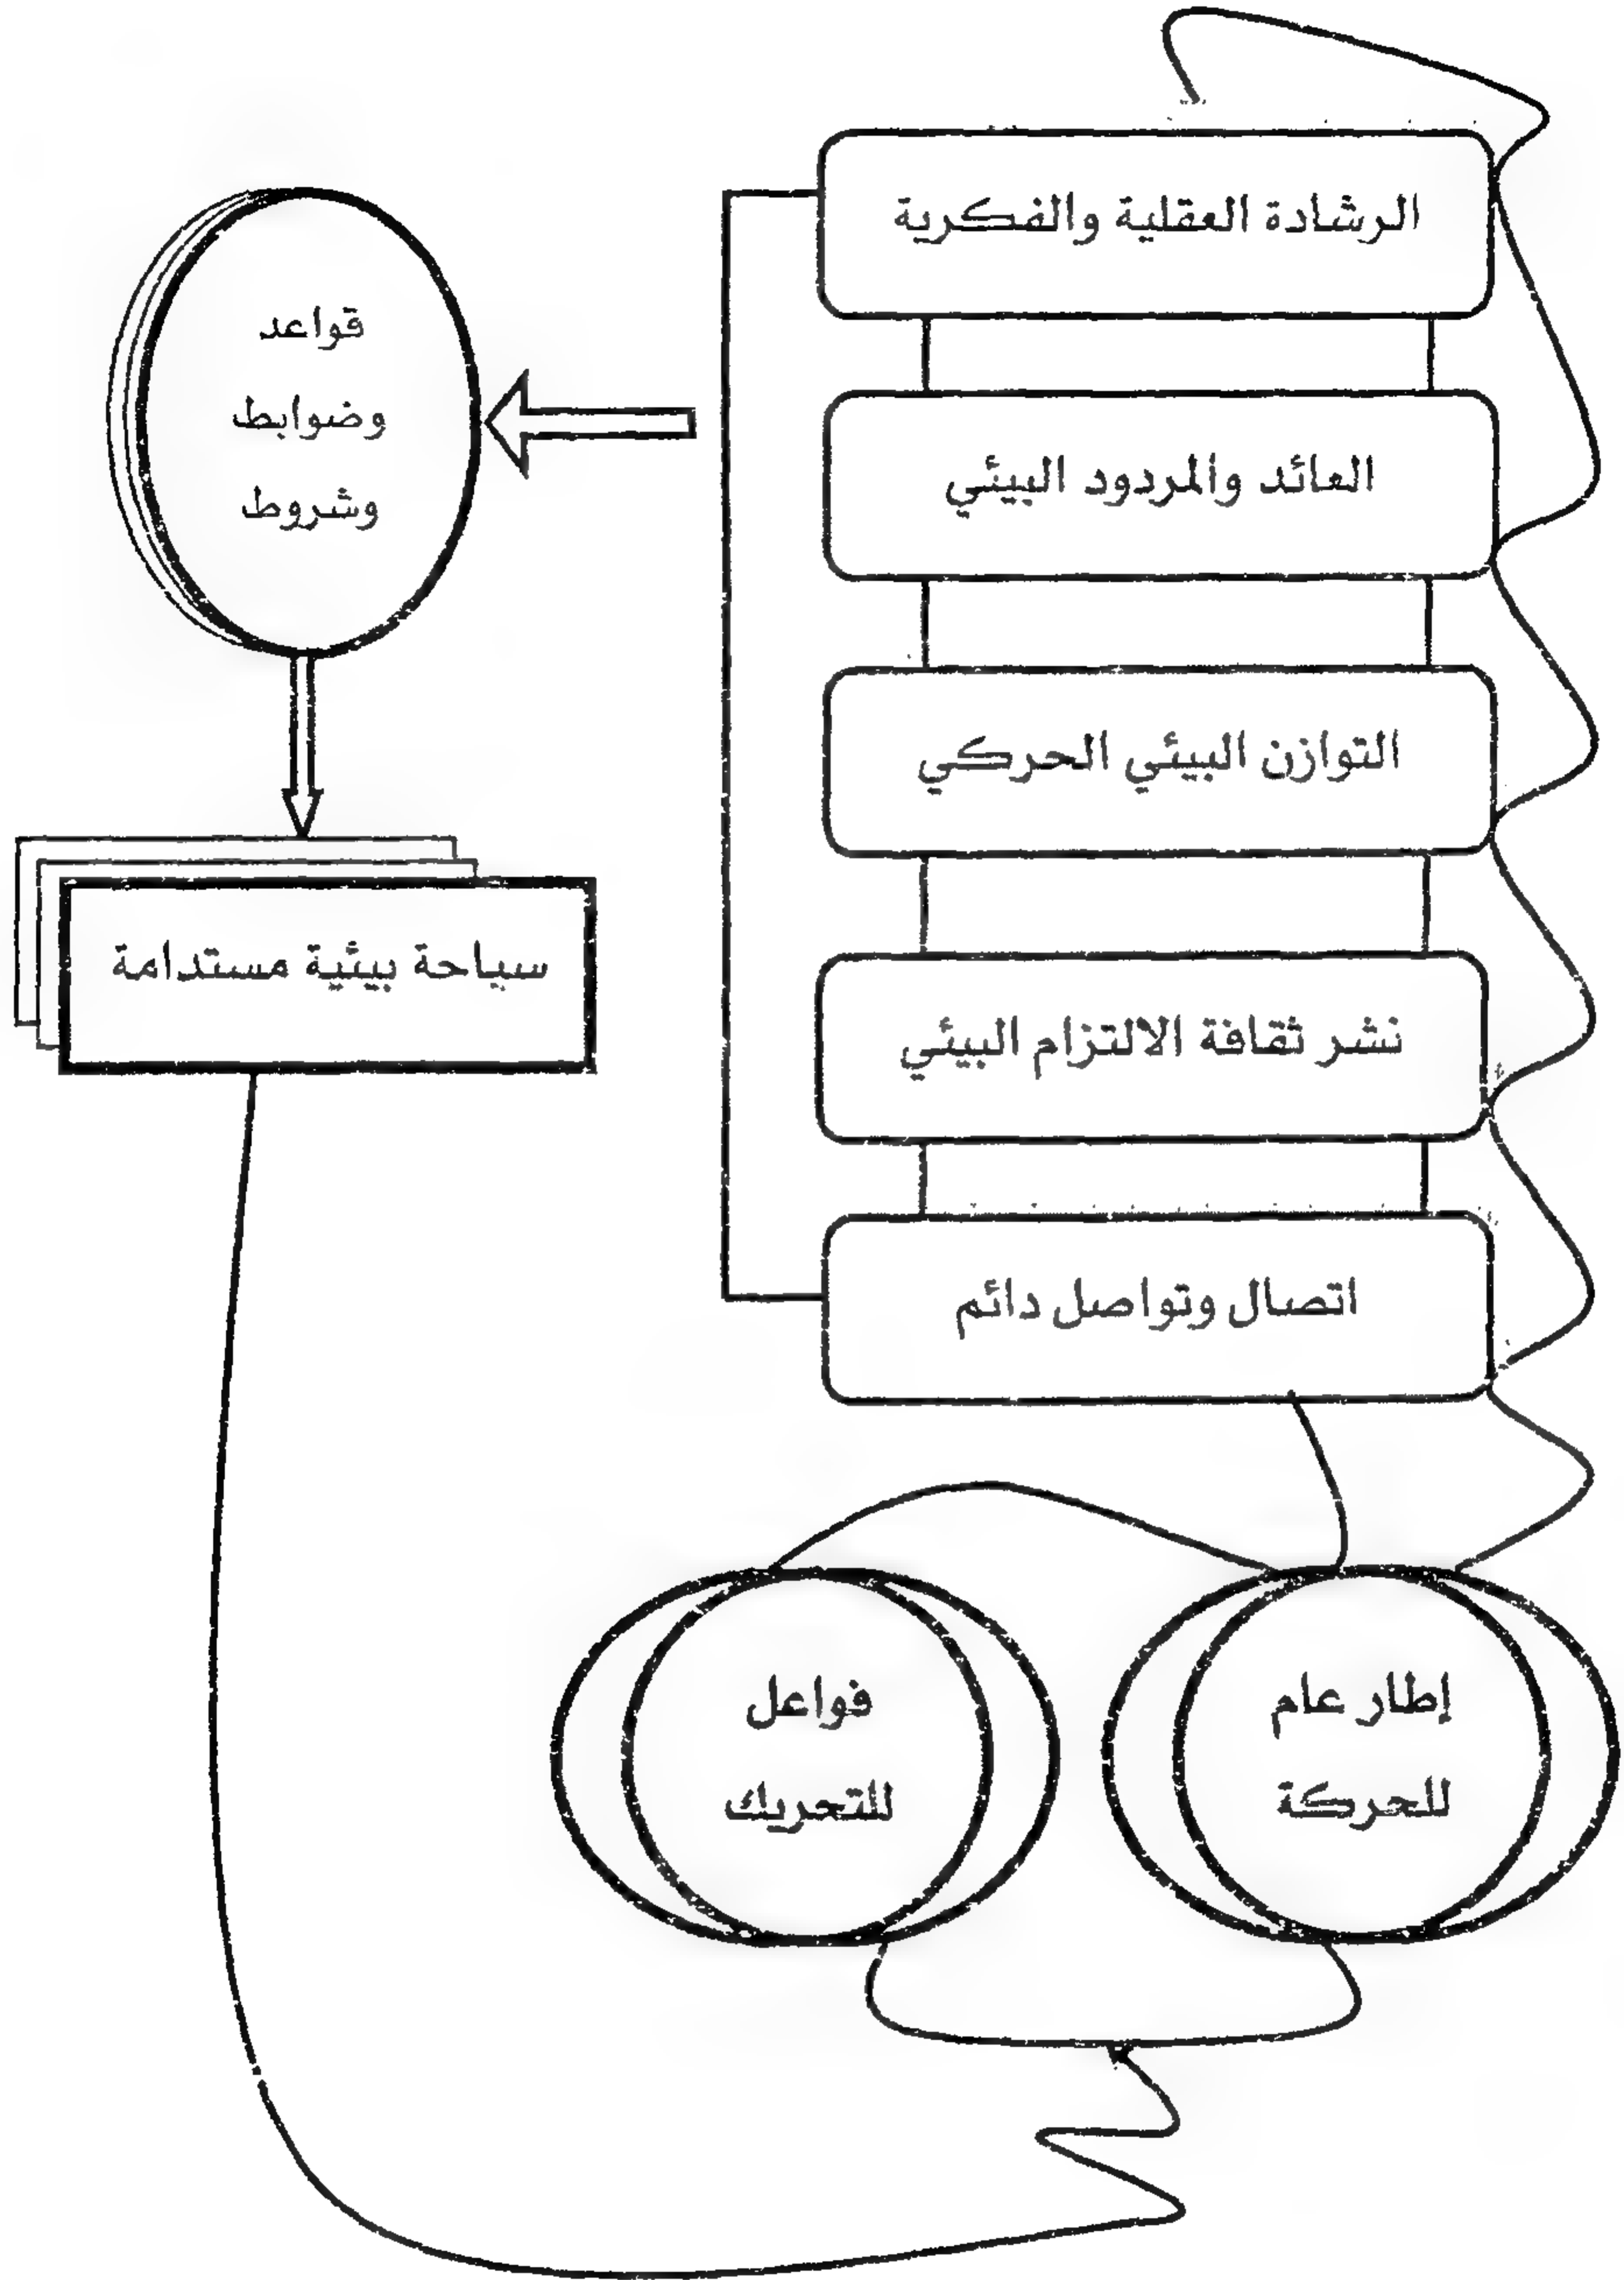 الرشادة العقلية والفكرية
العائد والمردود البيئي
التوازن البيئي الحركي
نشر ثقافة الالتزام البيئي
اتصال وتواصل دائم
قواعد
وضوابط
وشروط
سياحة بيئية مستدامة
إطار عام
للحركة
فواعل
للتحريك